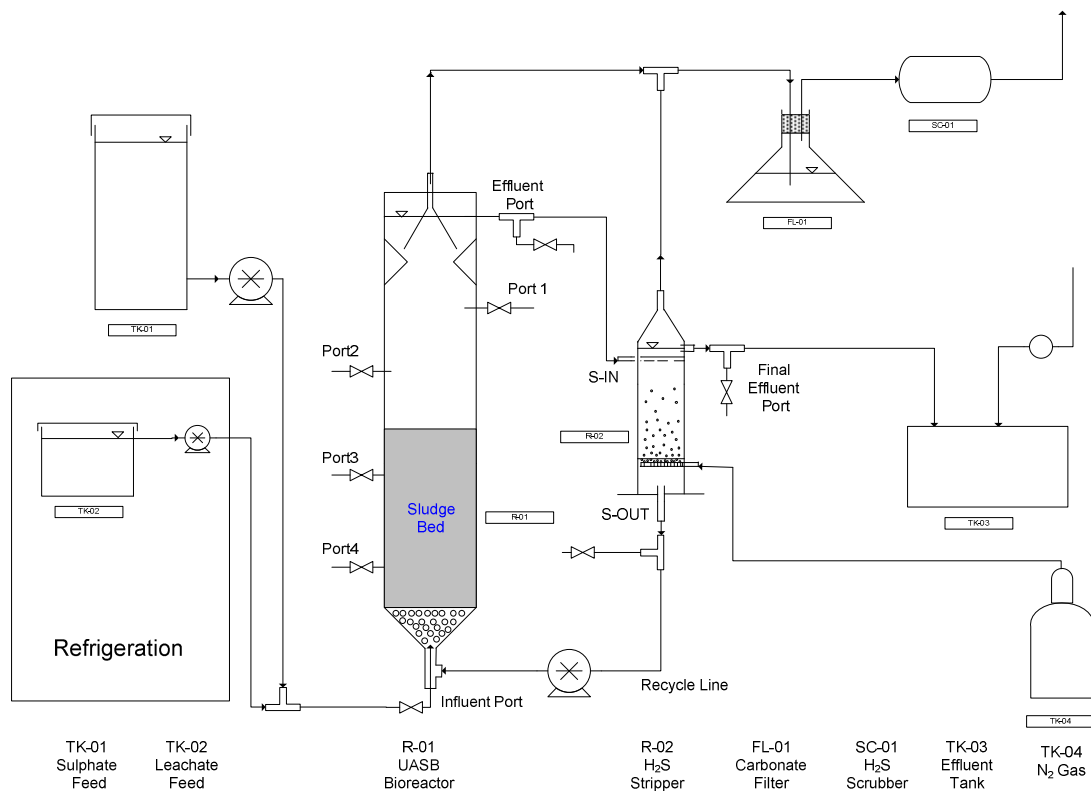 Effluent
Port
SC-01
FL-01
TK-01
Port 1
Port2
S-IN
Final
Effluent
Port
R-02
Port3
TK-02
Sludge
Bed
R-01
S-OUT
TK-03
Port4
Refrigeration
Influent Port
Recycle Line
TK-04
TK-01
Sulphate
Feed
TK-02
Leachate
Feed
R-01
UASB
Bioreactor
R-02
H₂S
Stripper
FL-01
Carbonate
Filter
SC-01
H₂S
Scrubber
TK-03
Effluent
Tank
TK-04
N₂ Gas